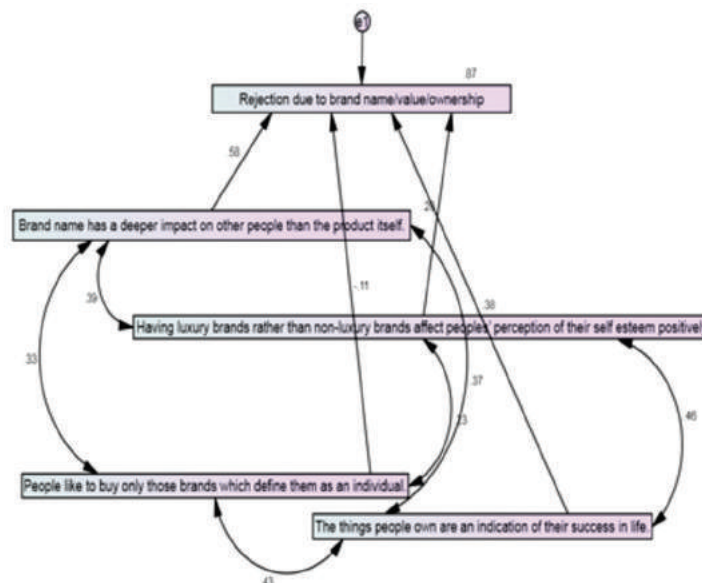 e1
.87
Rejection due to brand name/value/ownership
.58
Brand name has a deeper impact on other people than the product itself.
-.11
.39
.38
Having luxury brands rather than non-luxury brands affect peoples' perception of their self esteem positivel
.33
.37
.46
People like to buy only those brands which define them as an individual.
The things people own are an indication of their success in life.
.43